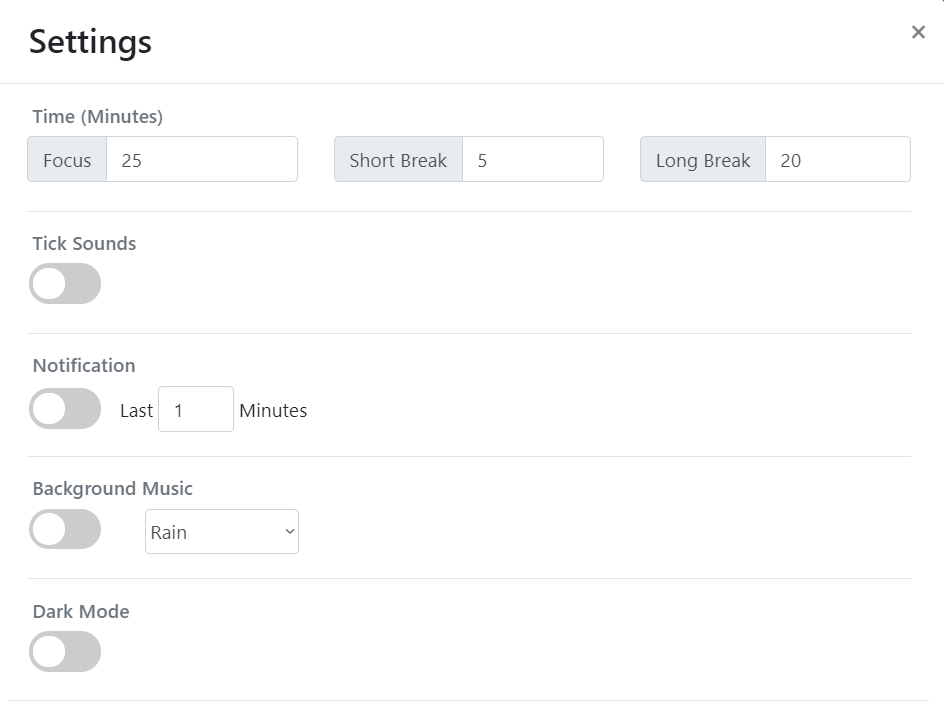 Settings
×
Time (Minutes)
Focus 25 Short Break 5 Long Break 20
Tick Sounds
Notification
Last 1 Minutes
Background Music
Rain
Dark Mode